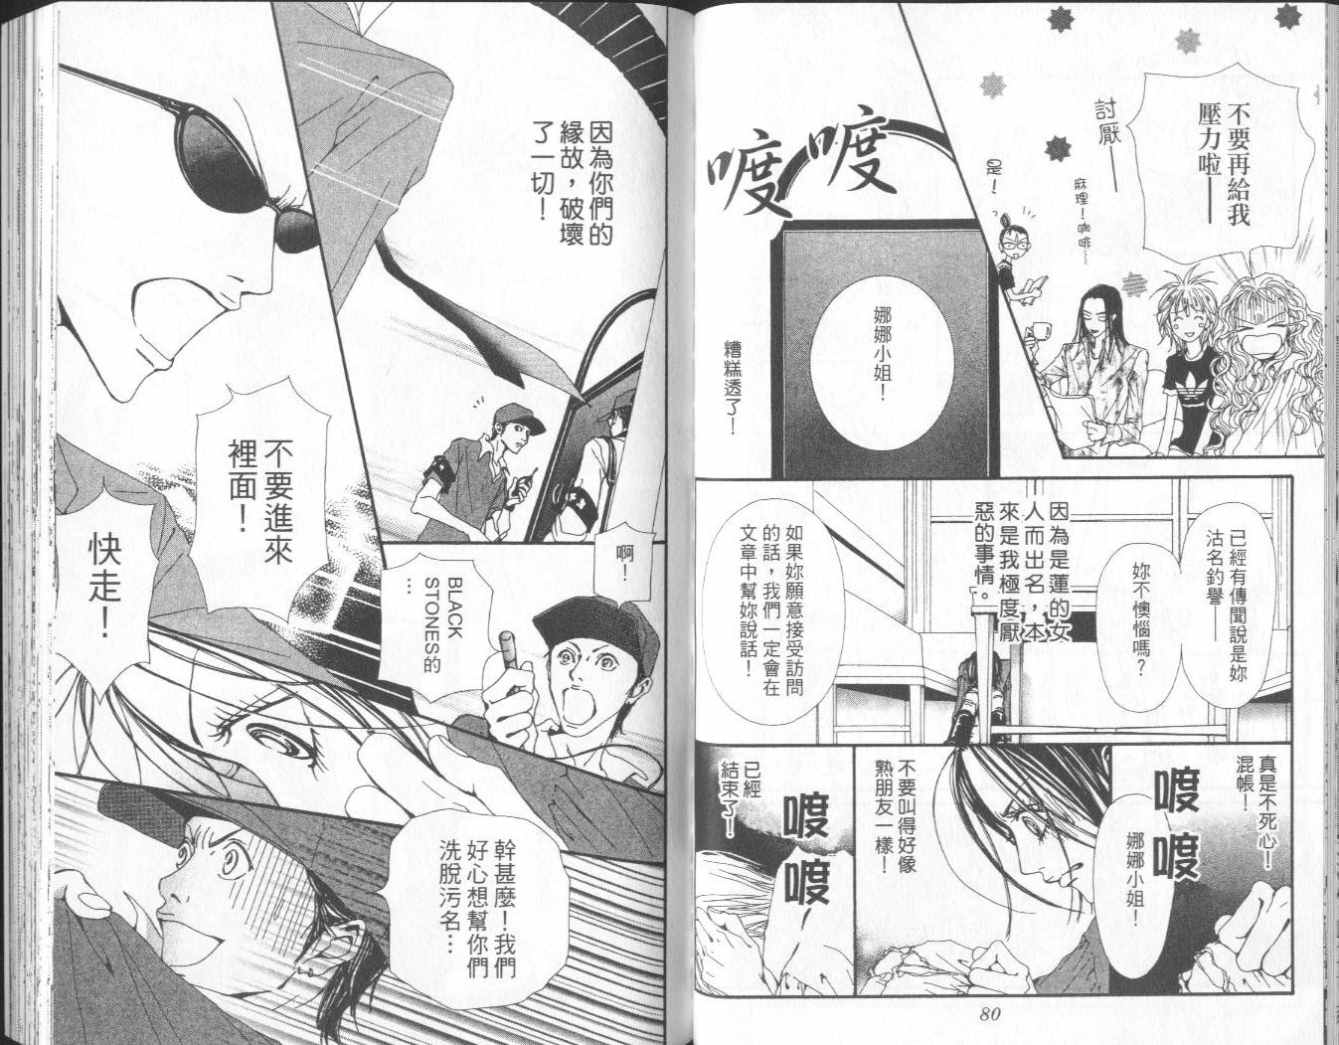 不要再給我
壓力啦——
討厭——
麻理！咖啡…
是！
喥
喥
娜娜小姐！
糟糕透了！
已經有傳聞說是妳
沽名釣譽——
妳不懊惱嗎？
因為是蓮的女
人而出名，本
來是我極度厭
惡的事情。
如果妳願意接受訪問
的話，我們一定會在
文章中幫妳說話！
真是不死心！
混帳！
喥
喥
娜娜小姐！
不要叫得好像
熟朋友一樣！
喥
喥
已經
結束了！
80
因為你們的
緣故，破壞
了一切！
啊！
BLACK
STONES的
…
不要進來
裡面！
快走！
幹甚麼！我們
好心想幫你們
洗脫污名…